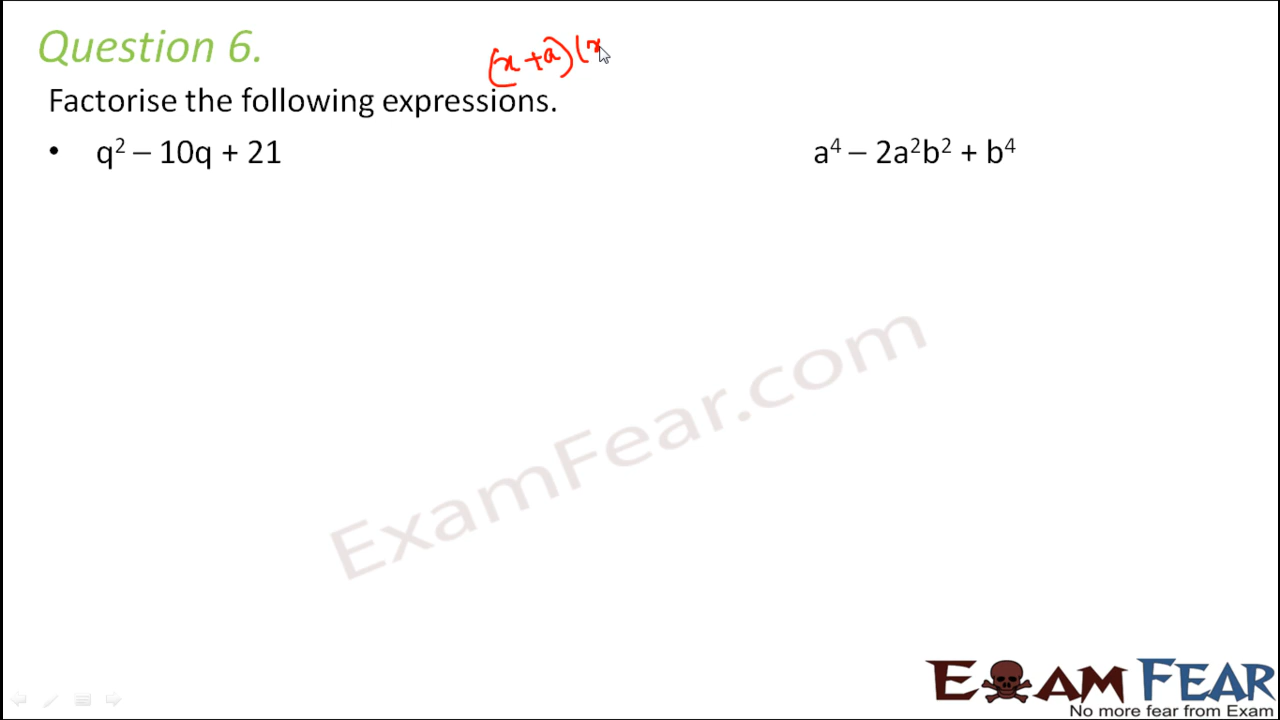 Question 6.
(x+a)(x
Factorise the following expressions.
• q² – 10q + 21
a⁴ – 2a²b² + b⁴
ExamFear.com
EXAM FEAR
No more fear from Exam